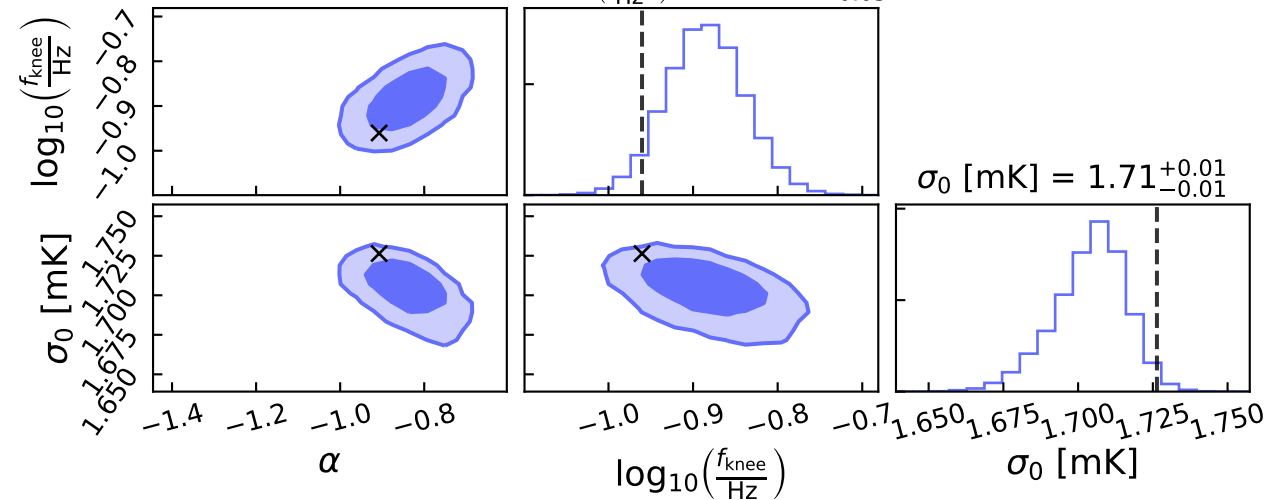 −0.7
−0.8
−0.9
−1.0
log₁₀(f_knee/Hz)
σ₀ [mK] = 1.71 +0.01 −0.01
1.750
1.725
1.700
1.675
1.650
σ₀ [mK]
−1.4 −1.2 −1.0 −0.8
α
−1.0 −0.9 −0.8 −0.7
log₁₀(f_knee/Hz)
1.650 1.675 1.700 1.725 1.750
σ₀ [mK]